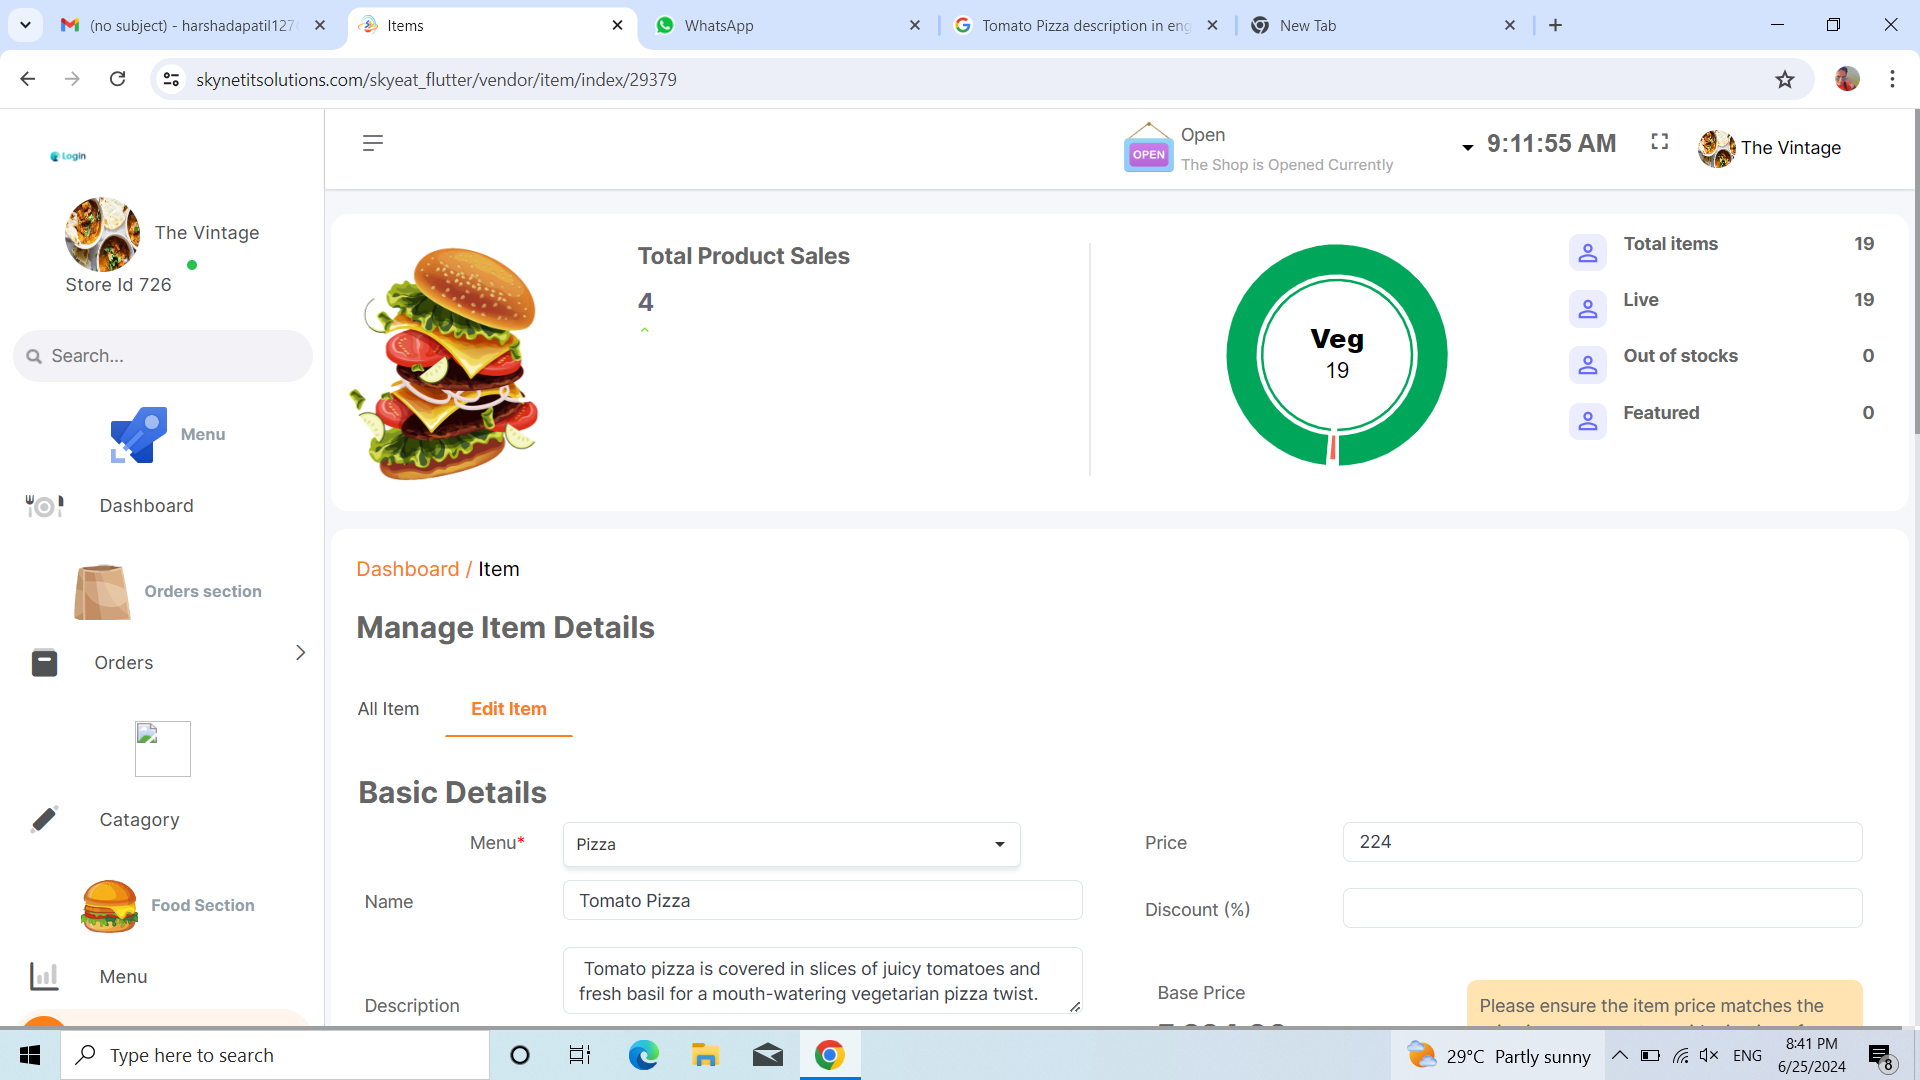 (no subject) - harshadapatil127
Items
WhatsApp
Tomato Pizza description in eng
New Tab
skynetitsolutions.com/skyeat_flutter/vendor/item/index/29379
Login
OPEN
Open
The Shop is Opened Currently
9:11:55 AM
The Vintage
The Vintage
Store Id 726
Search...
Menu
Dashboard
Orders section
Orders
Catagory
Food Section
Menu
Total Product Sales
4
Veg
19
Total items 19
Live 19
Out of stocks 0
Featured 0
Dashboard / Item
Manage Item Details
All Item
Edit Item
Basic Details
Menu* Pizza
Price 224
Name Tomato Pizza
Discount (%)
Description
Tomato pizza is covered in slices of juicy tomatoes and
fresh basil for a mouth-watering vegetarian pizza twist.
Base Price
Please ensure the item price matches the
Type here to search
29°C Partly sunny
ENG
8:41 PM
6/25/2024
8